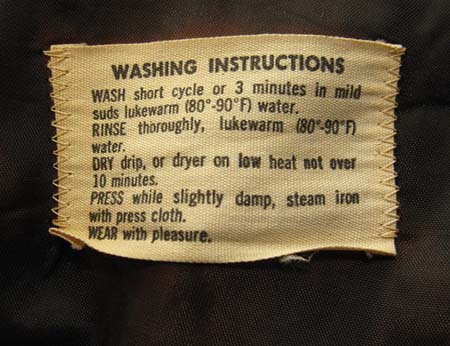 WASHING INSTRUCTIONS
WASH short cycle or 3 minutes in mild
suds lukewarm (80°-90°F) water.
RINSE thoroughly, lukewarm (80°-90°F)
water.
DRY drip, or dryer on low heat not over
10 minutes.
PRESS while slightly damp, steam iron
with press cloth.
WEAR with pleasure.